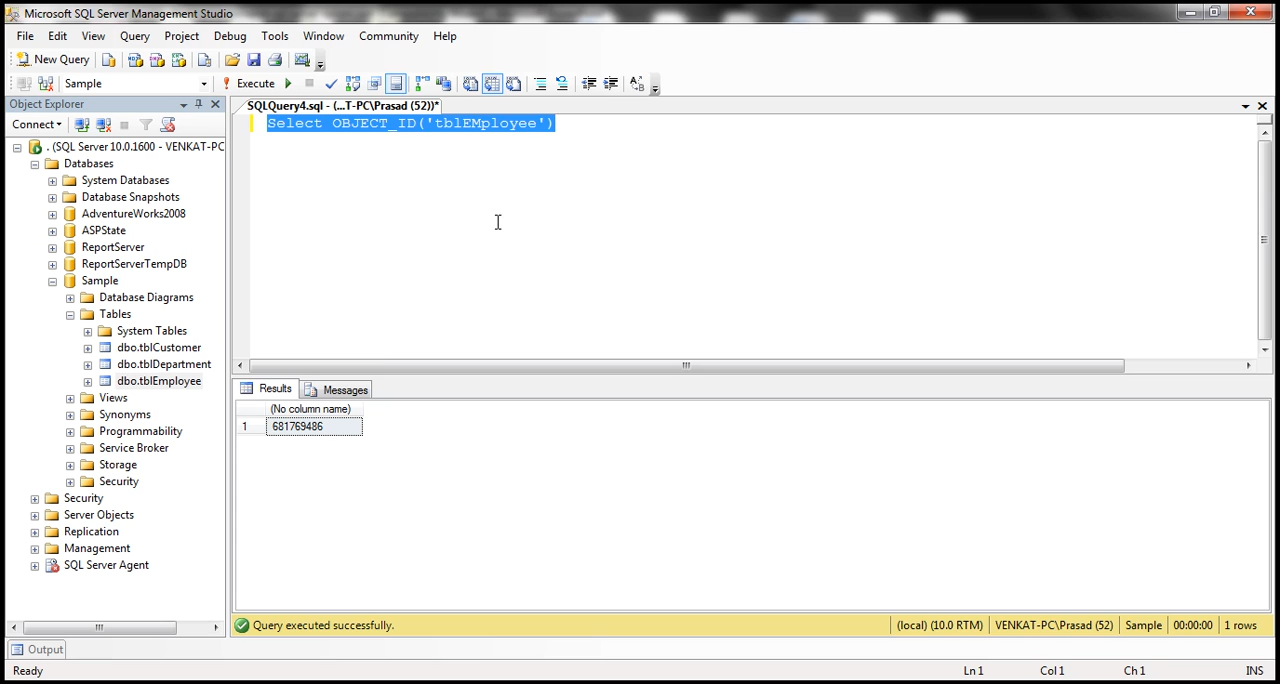 Microsoft SQL Server Management Studio
File Edit View Query Project Debug Tools Window Community Help
New Query
Sample Execute
Object Explorer
SQLQuery4.sql - (...T-PC\Prasad (52))*
Connect
Select OBJECT_ID('tblEMployee')
. (SQL Server 10.0.1600 - VENKAT-PC
Databases
System Databases
Database Snapshots
AdventureWorks2008
ASPState
ReportServer
ReportServerTempDB
Sample
Database Diagrams
Tables
System Tables
dbo.tblCustomer
dbo.tblDepartment
dbo.tblEmployee
Views
Synonyms
Programmability
Service Broker
Storage
Security
Security
Server Objects
Replication
Management
SQL Server Agent
Results Messages
(No column name)
1 681769486
Query executed successfully. (local) (10.0 RTM) VENKAT-PC\Prasad (52) Sample 00:00:00 1 rows
Output
Ready Ln 1 Col 1 Ch 1 INS